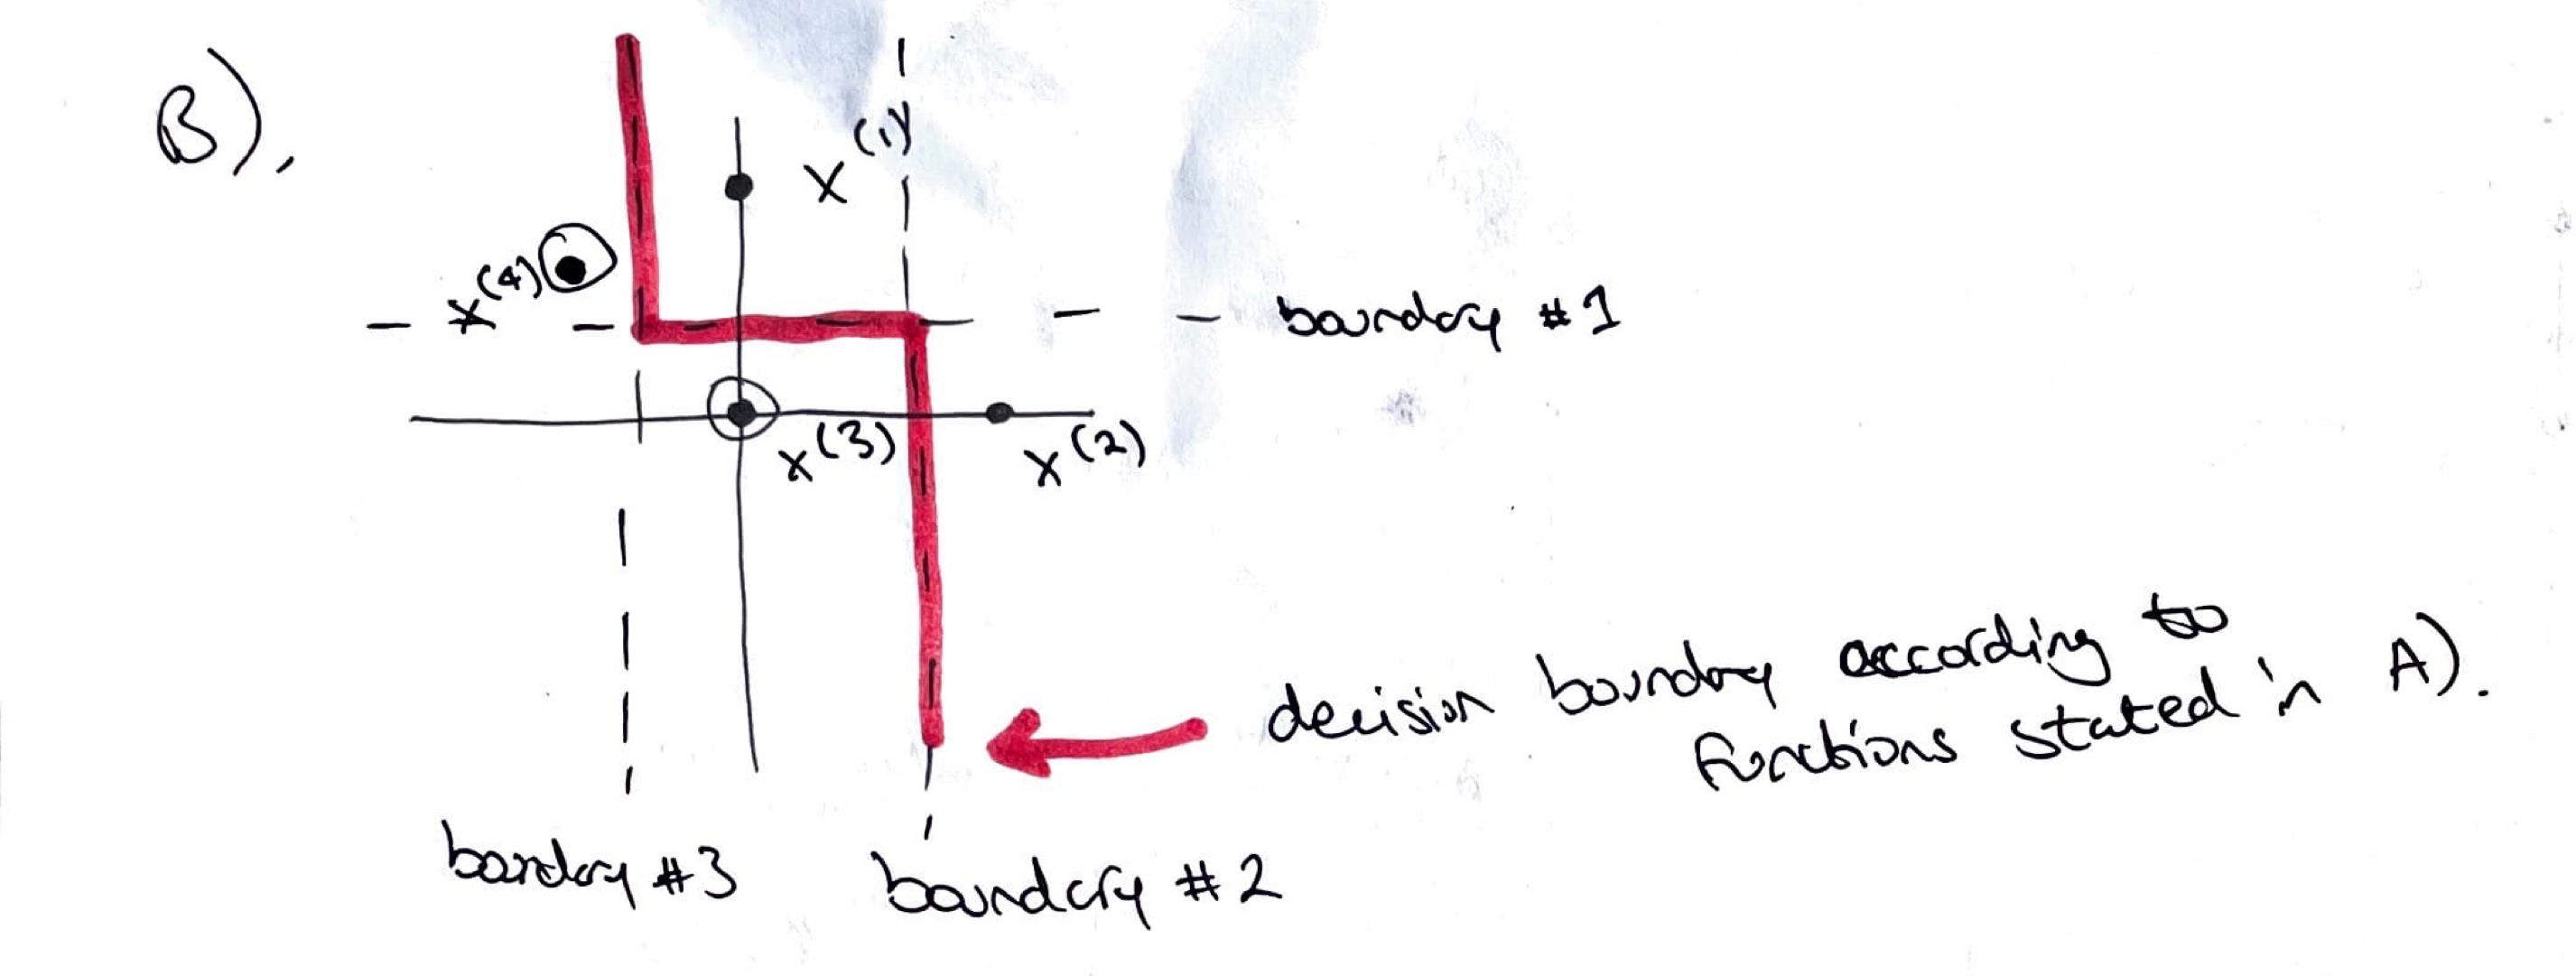 B).
x^(1)
x^(4)
boundary #1
x^(3)
x^(2)
decision boundary according to
functions stated in A).
boundary #3
boundary #2